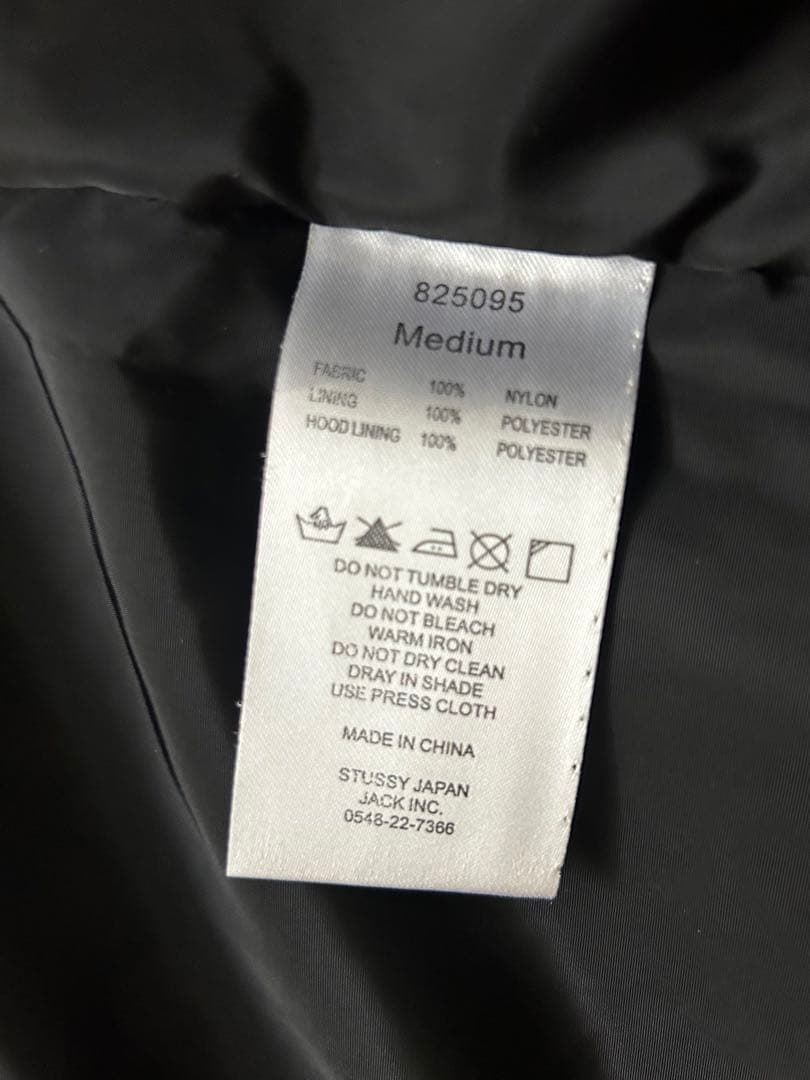 825095
Medium
FABRIC 100% NYLON
LINING 100% POLYESTER
HOOD LINING 100% POLYESTER
DO NOT TUMBLE DRY
HAND WASH
DO NOT BLEACH
WARM IRON
DO NOT DRY CLEAN
DRAY IN SHADE
USE PRESS CLOTH
MADE IN CHINA
STUSSY JAPAN
JACK INC.
0548-22-7366